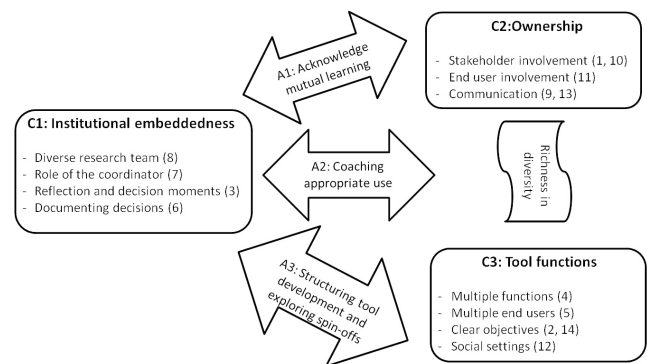 C1: Institutional embeddedness
- Diverse research team (8)
- Role of the coordinator (7)
- Reflection and decision moments (3)
- Documenting decisions (6)
A1: Acknowledge
mutual learning
A2: Coaching
appropriate use
A3: Structuring tool
development and
exploring spin-offs
C2:Ownership
- Stakeholder involvement (1, 10)
- End user involvement (11)
- Communication (9, 13)
Richness in
diversity
C3: Tool functions
- Multiple functions (4)
- Multiple end users (5)
- Clear objectives (2, 14)
- Social settings (12)